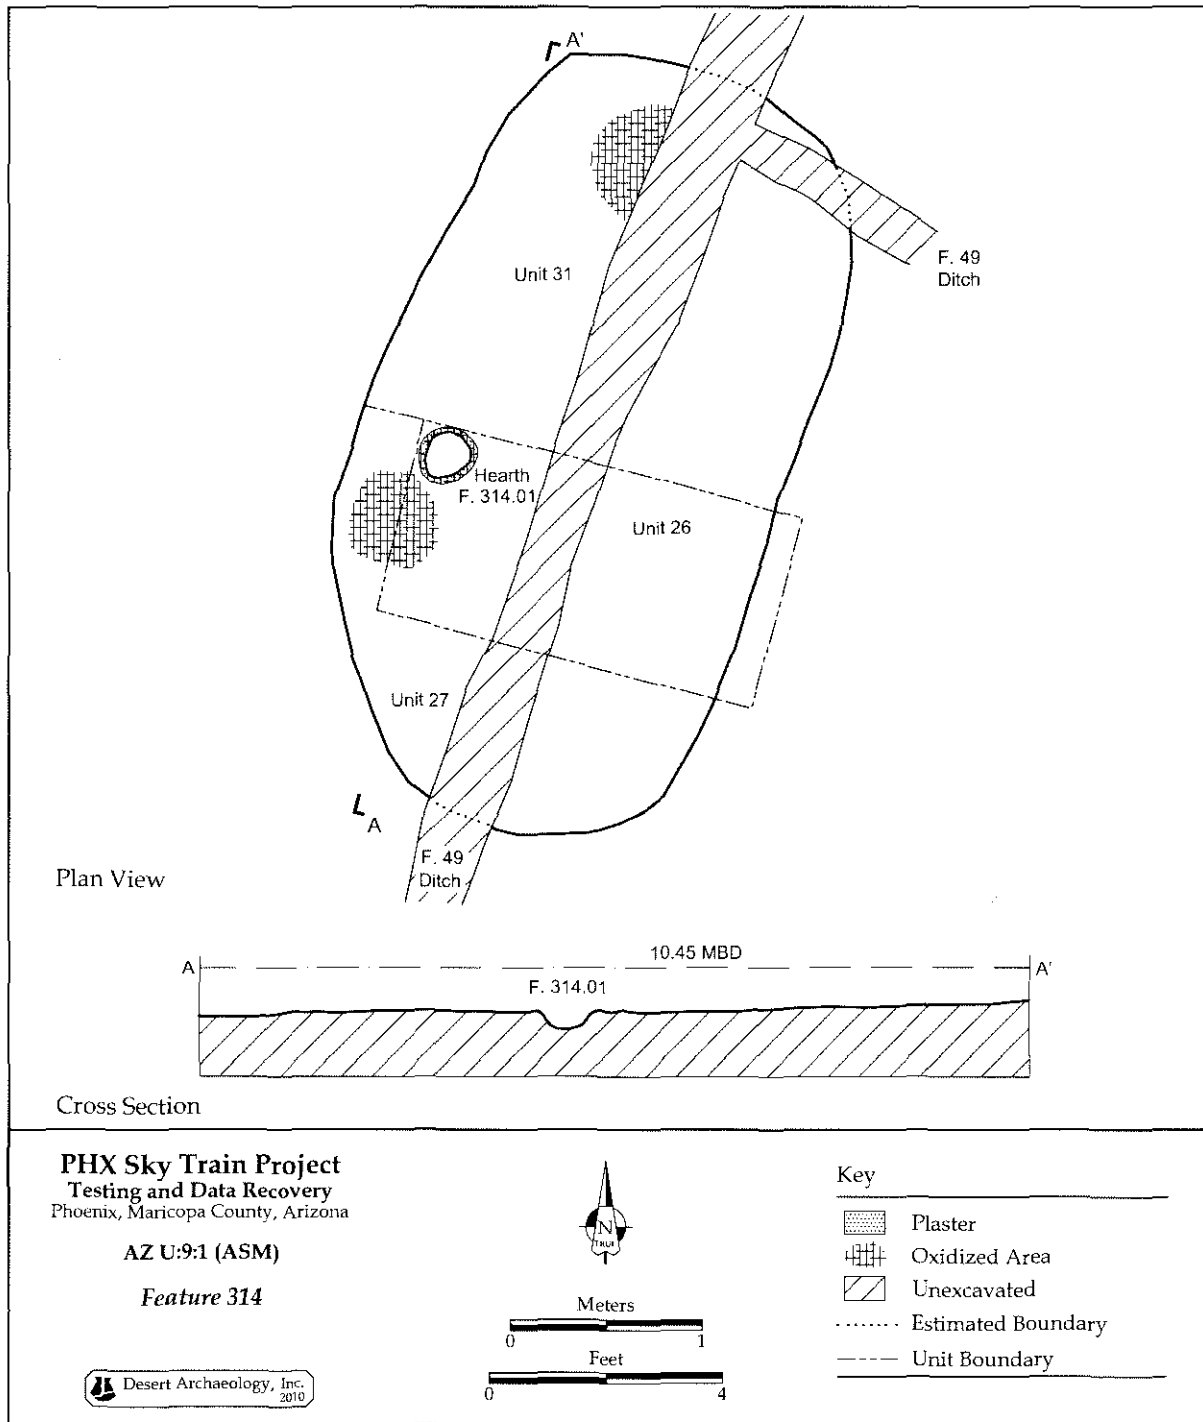 A'
F. 49
Ditch
Unit 31
Hearth
F. 314.01
Unit 26
Unit 27
A
F. 49
Ditch
Plan View
10.45 MBD
A
A'
F. 314.01
Cross Section
PHX Sky Train Project
Testing and Data Recovery
Phoenix, Maricopa County, Arizona
AZ U:9:1 (ASM)
Feature 314
Desert Archaeology, Inc.
2010
N
TRUE
Meters
0 1
Feet
0 4
Key
Plaster
Oxidized Area
Unexcavated
Estimated Boundary
Unit Boundary